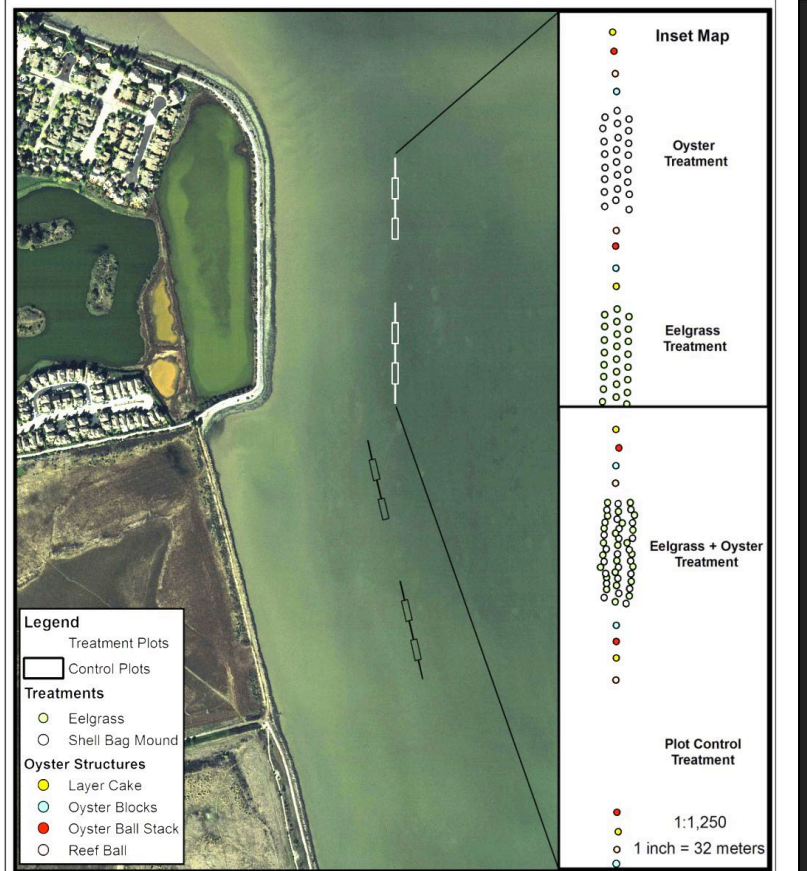 Inset Map
Oyster
Treatment
Eelgrass
Treatment
Eelgrass + Oyster
Treatment
Plot Control
Treatment
1:1,250
1 inch = 32 meters
Legend
Treatment Plots
Control Plots
Treatments
Eelgrass
Shell Bag Mound
Oyster Structures
Layer Cake
Oyster Blocks
Oyster Ball Stack
Reef Ball